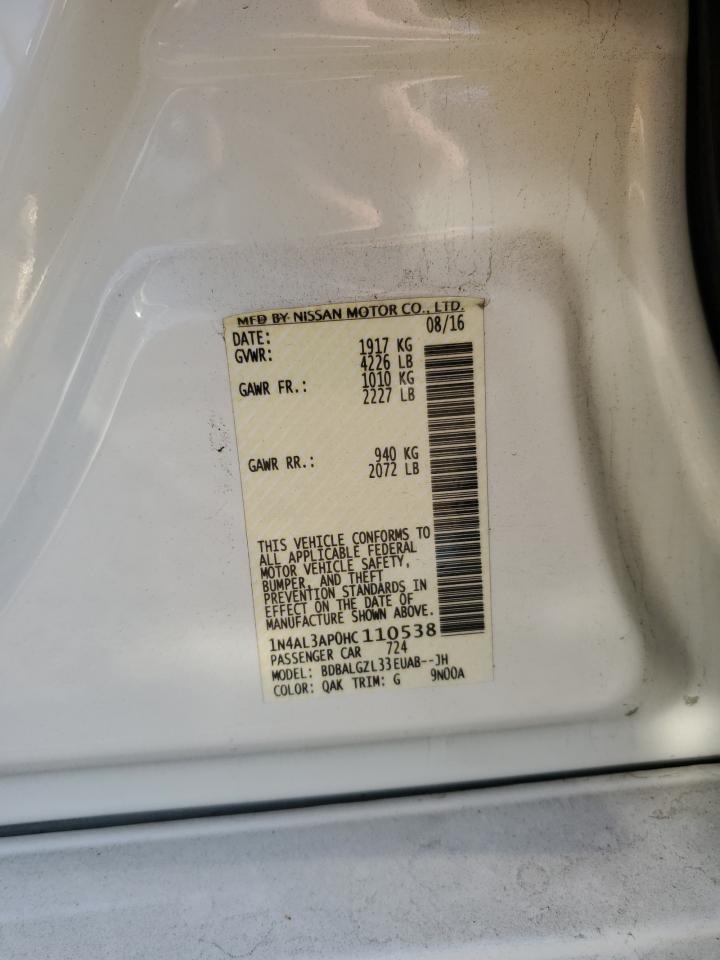 MFD BY NISSAN MOTOR CO., LTD.
DATE: 08/16
GVWR: 1917 KG
4226 LB
GAWR FR.: 1010 KG
2227 LB
GAWR RR.: 940 KG
2072 LB
THIS VEHICLE CONFORMS TO
ALL APPLICABLE FEDERAL
MOTOR VEHICLE SAFETY,
BUMPER, AND THEFT
PREVENTION STANDARDS IN
EFFECT ON THE DATE OF
MANUFACTURE SHOWN ABOVE.
1N4AL3AP0HC110538
PASSENGER CAR 724
MODEL: BDBALGZL33EUAB--JH
COLOR: QAK TRIM: G 9N00A